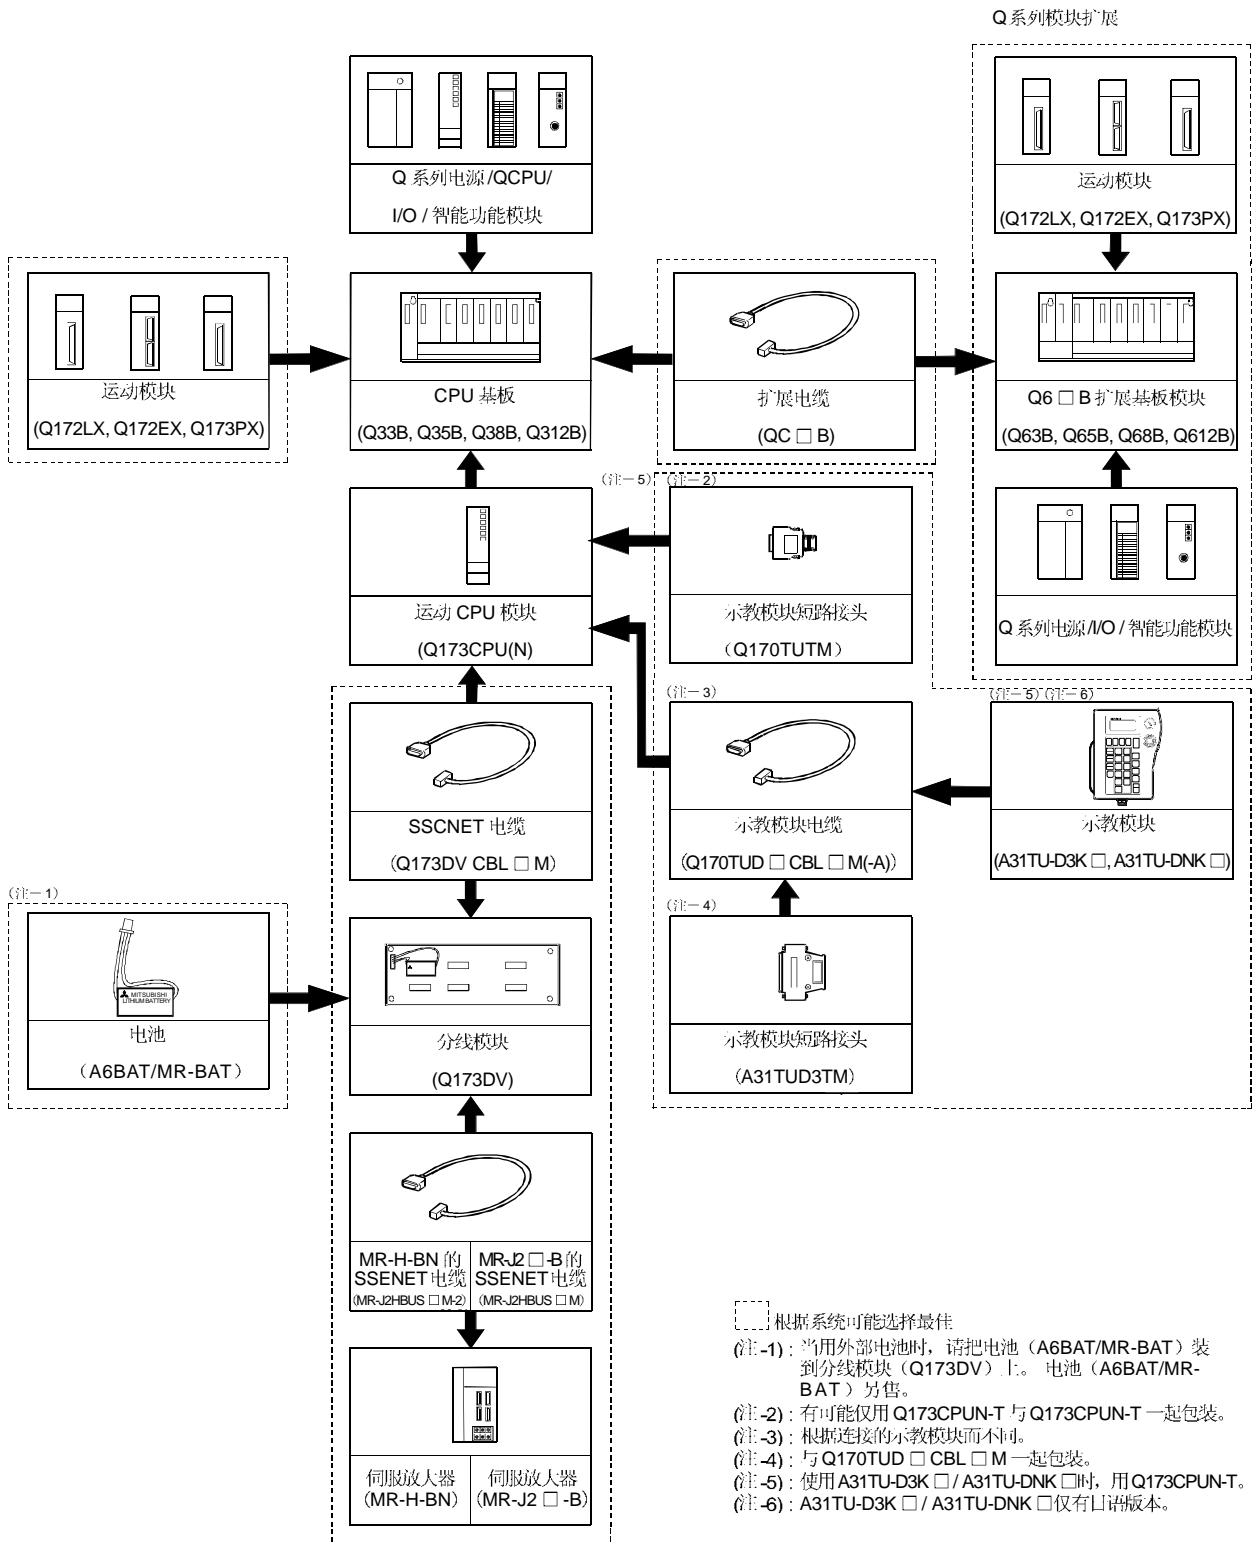 Q系列模块扩展
Q 系列电源/QCPU/
I/O / 智能功能模块
运动模块
(Q172LX, Q172EX, Q173PX)
运动模块
(Q172LX, Q172EX, Q173PX)
CPU 基板
(Q33B, Q35B, Q38B, Q312B)
扩展电缆
(QC □ B)
Q6 □ B 扩展基板模块
(Q63B, Q65B, Q68B, Q612B)
(注－5) (注－2)
运动 CPU 模块
(Q173CPU(N)
示教模块短路接头
(Q170TUTM)
Q 系列电源/I/O / 智能功能模块
(注－3)
(注－5) (注－6)
SSCNET 电缆
(Q173DV CBL □ M)
示教模块电缆
(Q170TUD □ CBL □ M(-A))
示教模块
(A31TU-D3K □, A31TU-DNK □)
(注－1)
(注－4)
MITSUBISHI
LITHIUM BATTERY
电池
(A6BAT/MR-BAT)
分线模块
(Q173DV)
示教模块短路接头
(A31TUD3TM)
MR-H-BN 的
SSENET 电缆
(MR-J2HBUS □ M-2)
MR-J2 □ -B 的
SSENET 电缆
(MR-J2HBUS □ M)
伺服放大器
(MR-H-BN)
伺服放大器
(MR-J2 □ -B)
根据系统可能选择最佳
(注-1)：当用外部电池时，请把电池（A6BAT/MR-BAT）装
到分线模块（Q173DV）上。 电池（A6BAT/MR-
BAT）另售。
(注-2)：有可能仅用 Q173CPUN-T 与 Q173CPUN-T 一起包装。
(注-3)：根据连接的示教模块而不同。
(注-4)：与 Q170TUD □ CBL □ M 一起包装。
(注-5)：使用 A31TU-D3K □ / A31TU-DNK □时，用 Q173CPUN-T。
(注-6)：A31TU-D3K □ / A31TU-DNK □仅有日语版本。